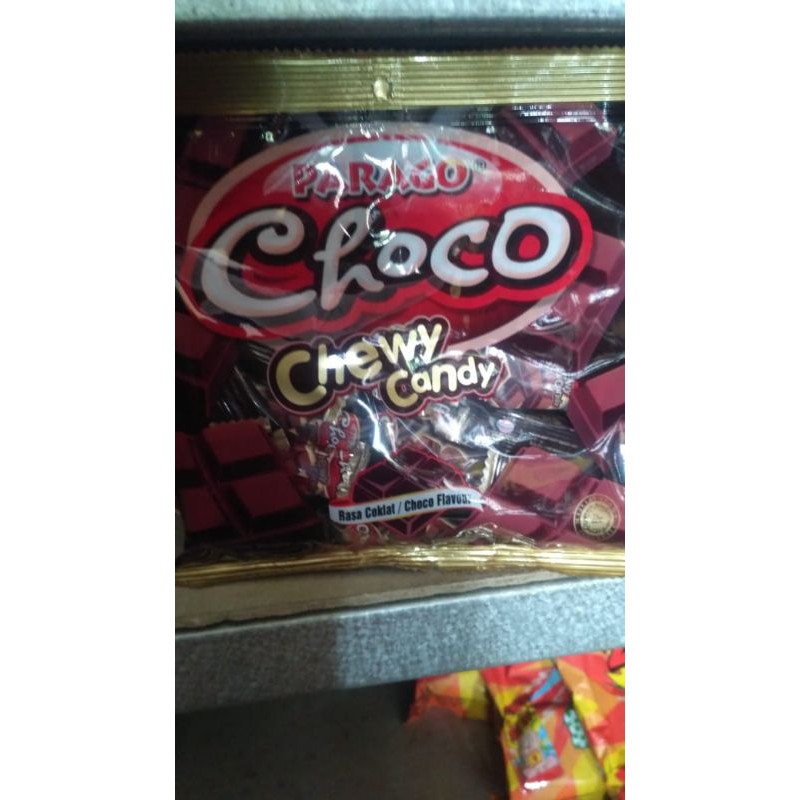 PARAGO
Choco
Chewy
Candy
Rasa Coklat / Choco Flavour